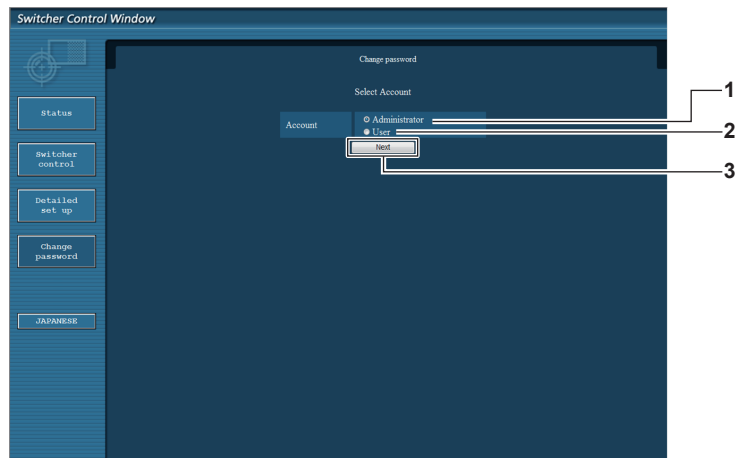 Switcher Control Window
Change password
Select Account
Account
Administrator
User
Next
Status
Switcher
control
Detailed
set up
Change
password
JAPANESE
1
2
3